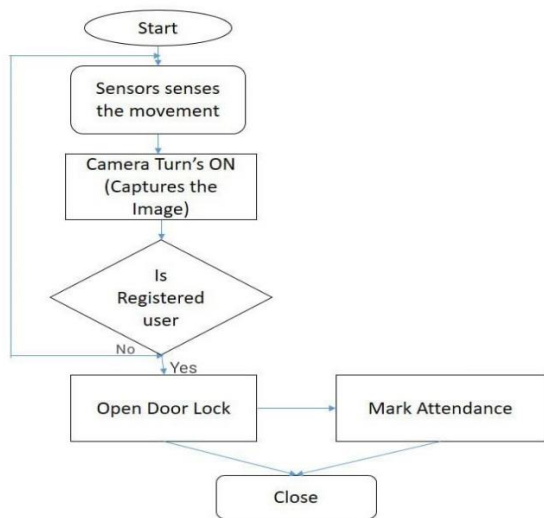 Start
Sensors senses
the movement
Camera Turn's ON
(Captures the
Image)
Is
Registered
user
No
Yes
Open Door Lock
Mark Attendance
Close